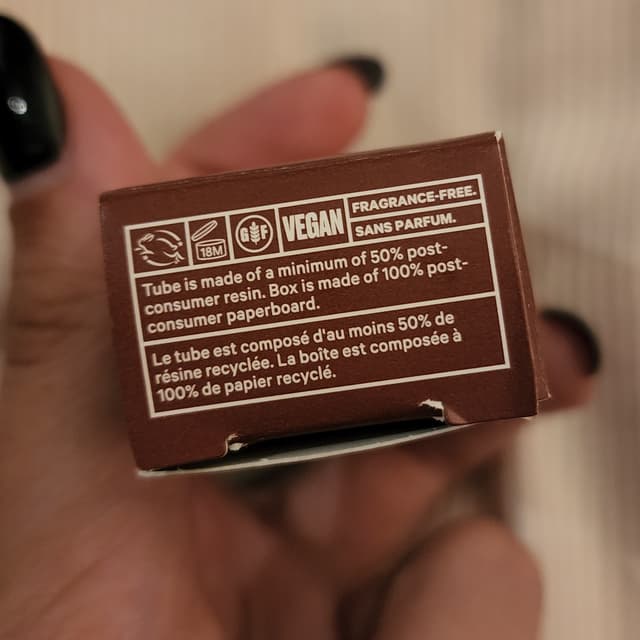 18M
GF
VEGAN
FRAGRANCE-FREE.
SANS PARFUM.
Tube is made of a minimum of 50% post-
consumer resin. Box is made of 100% post-
consumer paperboard.
Le tube est composé d'au moins 50% de
résine recyclée. La boîte est composée à
100% de papier recyclé.